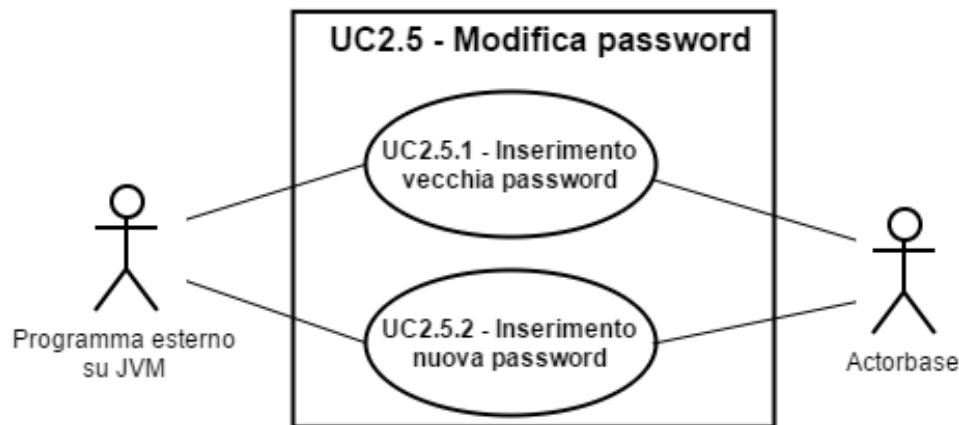 UC2.5 - Modifica password
UC2.5.1 - Inserimento
vecchia password
UC2.5.2 - Inserimento
nuova password
Programma esterno
su JVM
Actorbase